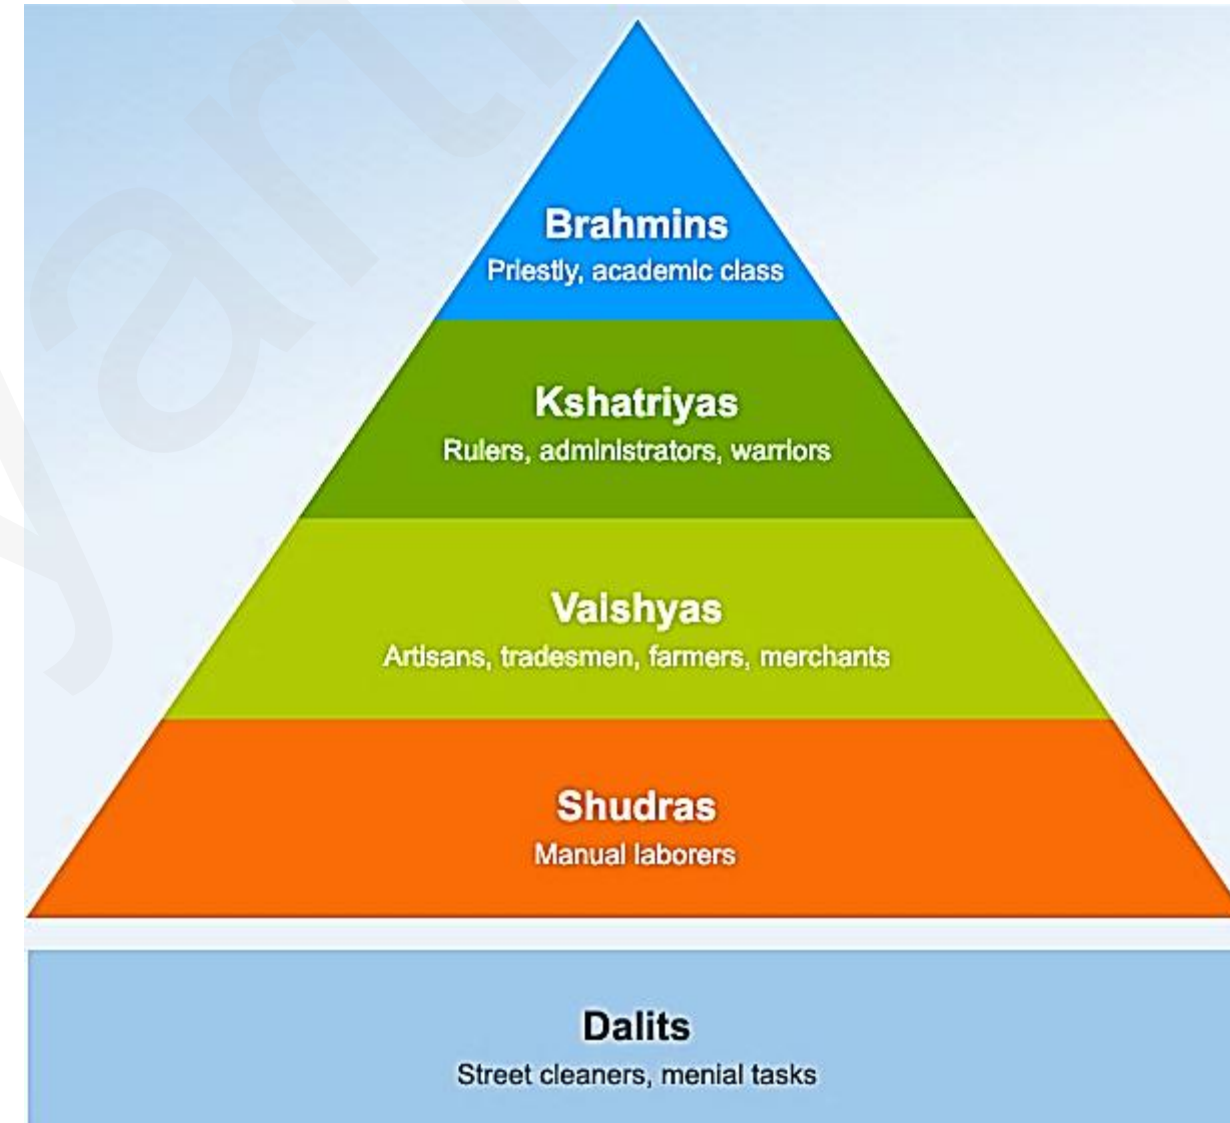 Brahmins
Priestly, academic class
Kshatriyas
Rulers, administrators, warriors
Vaishyas
Artisans, tradesmen, farmers, merchants
Shudras
Manual laborers
Dalits
Street cleaners, menial tasks